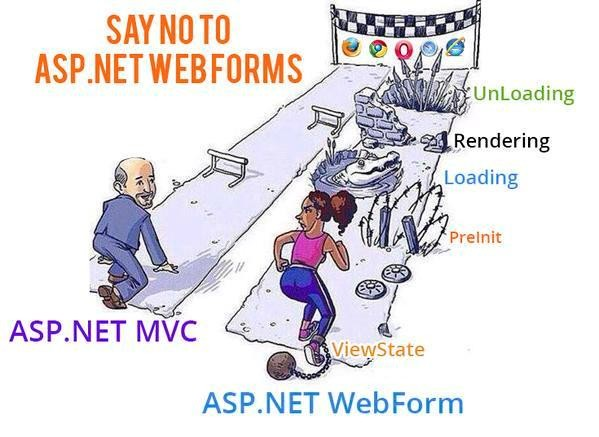 SAY NO TO
ASP.NET WEBFORMS
UnLoading
Rendering
Loading
PreInit
ASP.NET MVC
ViewState
ASP.NET WebForm